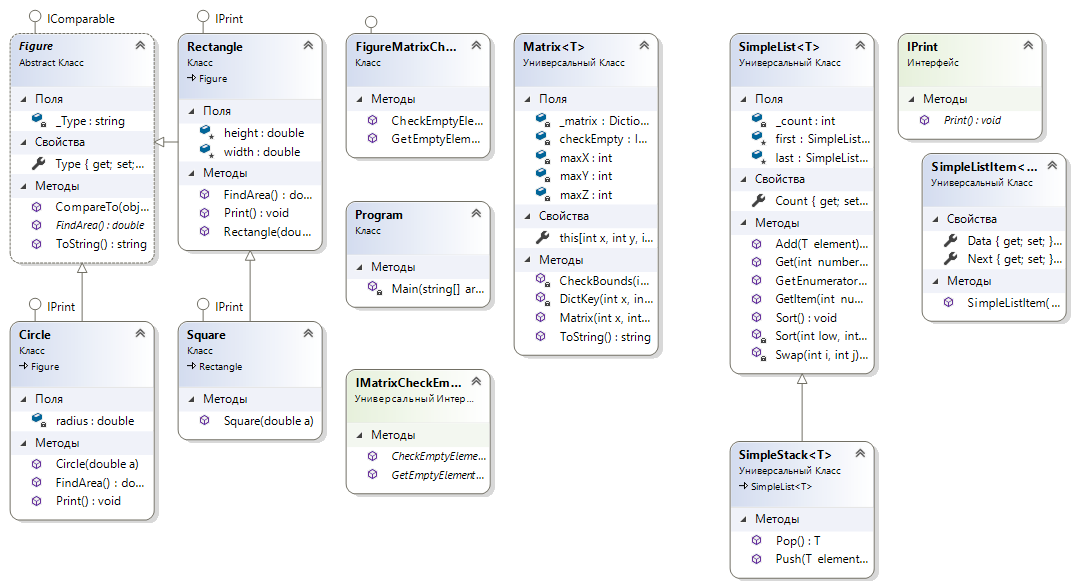 IComparable
Figure
Abstract Класс
Поля
_Type : string
Свойства
Type { get; set;...
Методы
CompareTo(obj...
FindArea() : double
ToString() : string
IPrint
Rectangle
Класс
Figure
Поля
height : double
width : double
Методы
FindArea() : do...
Print() : void
Rectangle(dou...
IPrint
Circle
Класс
Figure
Поля
radius : double
Методы
Circle(double a)
FindArea() : do...
Print() : void
IPrint
Square
Класс
Rectangle
Методы
Square(double a)
FigureMatrixCh...
Класс
Методы
CheckEmptyEle...
GetEmptyElem...
Program
Класс
Методы
Main(string[] ar...
IMatrixCheckEm...
Универсальный Интер...
Методы
CheckEmptyEleme...
GetEmptyElement...
Matrix<T>
Универсальный Класс
Поля
_matrix : Dictio...
checkEmpty : I...
maxX : int
maxY : int
maxZ : int
Свойства
this[int x, int y, i...
Методы
CheckBounds(i...
DictKey(int x, in...
Matrix(int x, int...
ToString() : string
SimpleList<T>
Универсальный Класс
Поля
_count : int
first : SimpleList...
last : SimpleList...
Свойства
Count { get; set...
Методы
Add(T element)...
Get(int number...
GetEnumerator...
GetItem(int nu...
Sort() : void
Sort(int low, int...
Swap(int i, int j)...
SimpleStack<T>
Универсальный Класс
SimpleList<T>
Методы
Pop() : T
Push(T element...
IPrint
Интерфейс
Методы
Print() : void
SimpleListItem<...
Универсальный Класс
Свойства
Data { get; set; }...
Next { get; set; }...
Методы
SimpleListItem(...